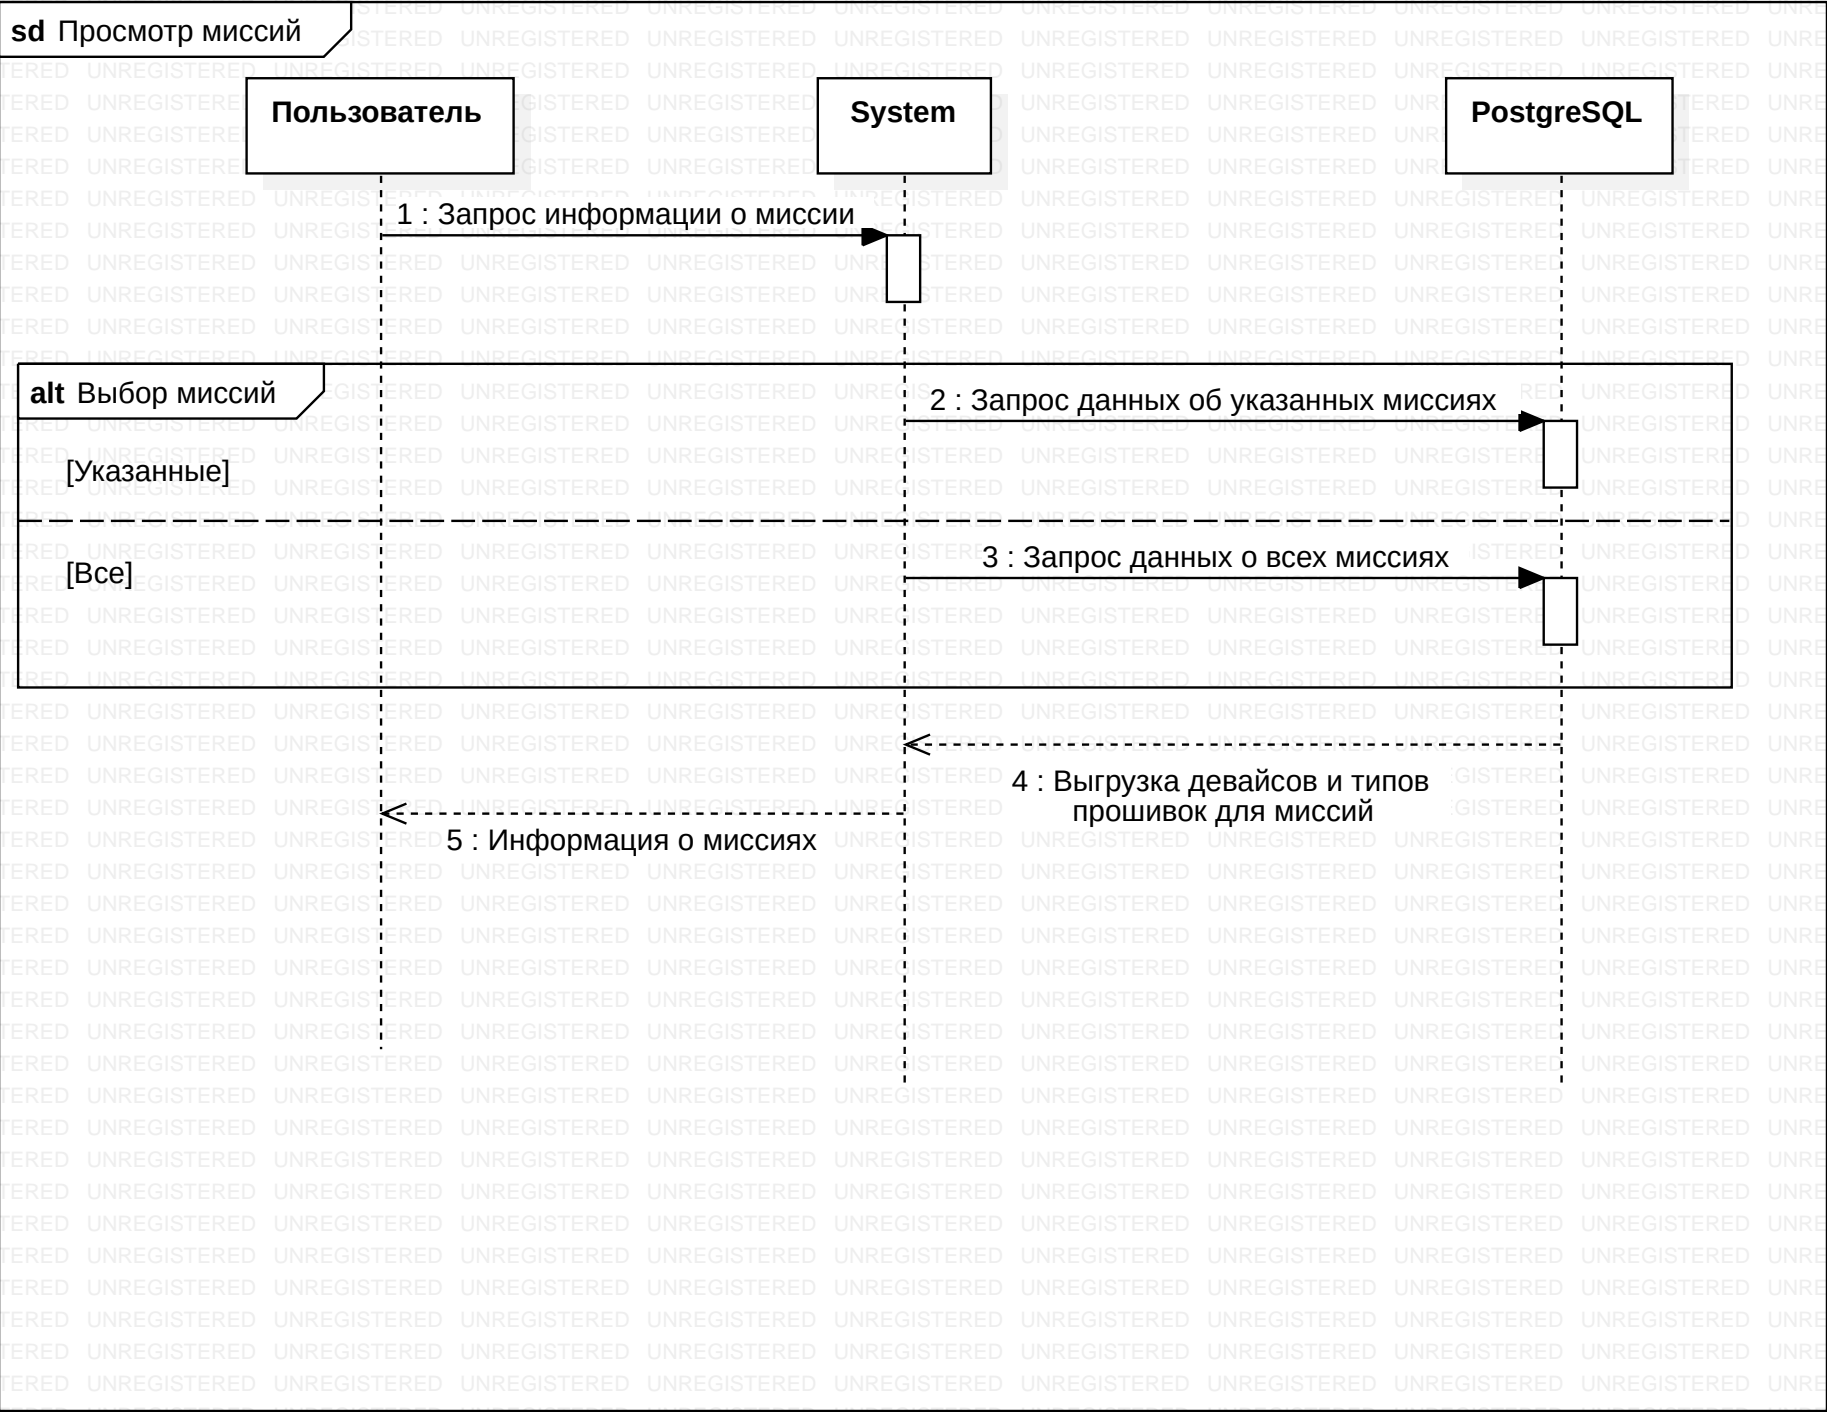 sd Просмотр миссий
Пользователь
System
PostgreSQL
1 : Запрос информации о миссии
alt Выбор миссий
2 : Запрос данных об указанных миссиях
[Указанные]
3 : Запрос данных о всех миссиях
[Все]
4 : Выгрузка девайсов и типов
прошивок для миссий
5 : Информация о миссиях
UNREGISTERED